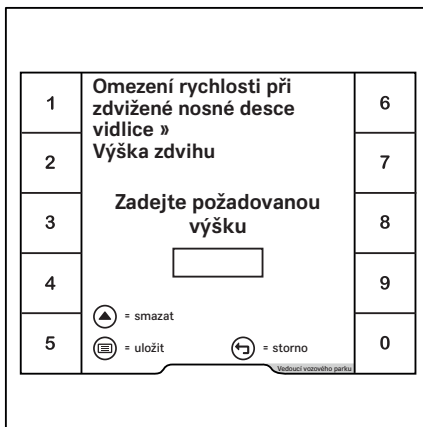 1
Omezení rychlosti při
zdvižené nosné desce
vidlice »
Výška zdvihu
6
2
7
Zadejte požadovanou
výšku
3
8
4
9
= smazat
5
= uložit
= storno
0
Vedoucí vozového parku